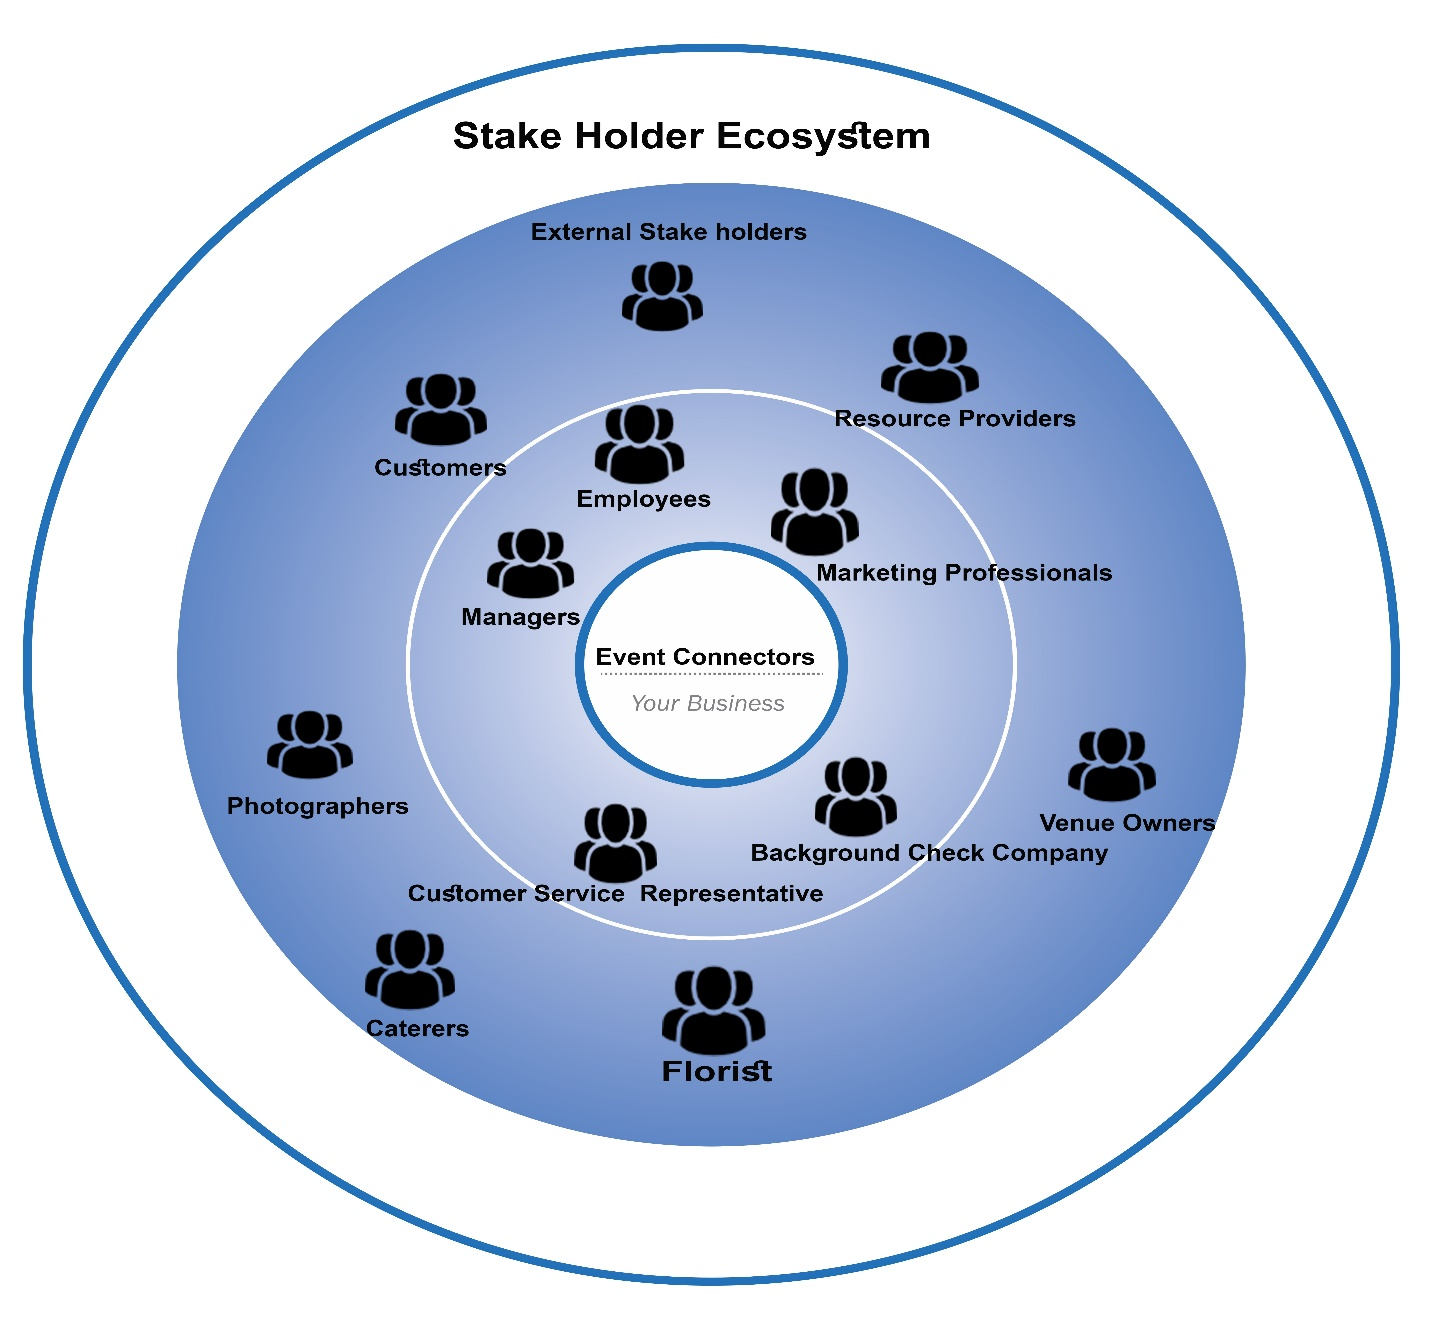 Stake Holder Ecosystem
External Stake holders
Resource Providers
Customers
Employees
Marketing Professionals
Managers
Event Connectors
Your Business
Photographers
Venue Owners
Background Check Company
Customer Service Representative
Caterers
Florist